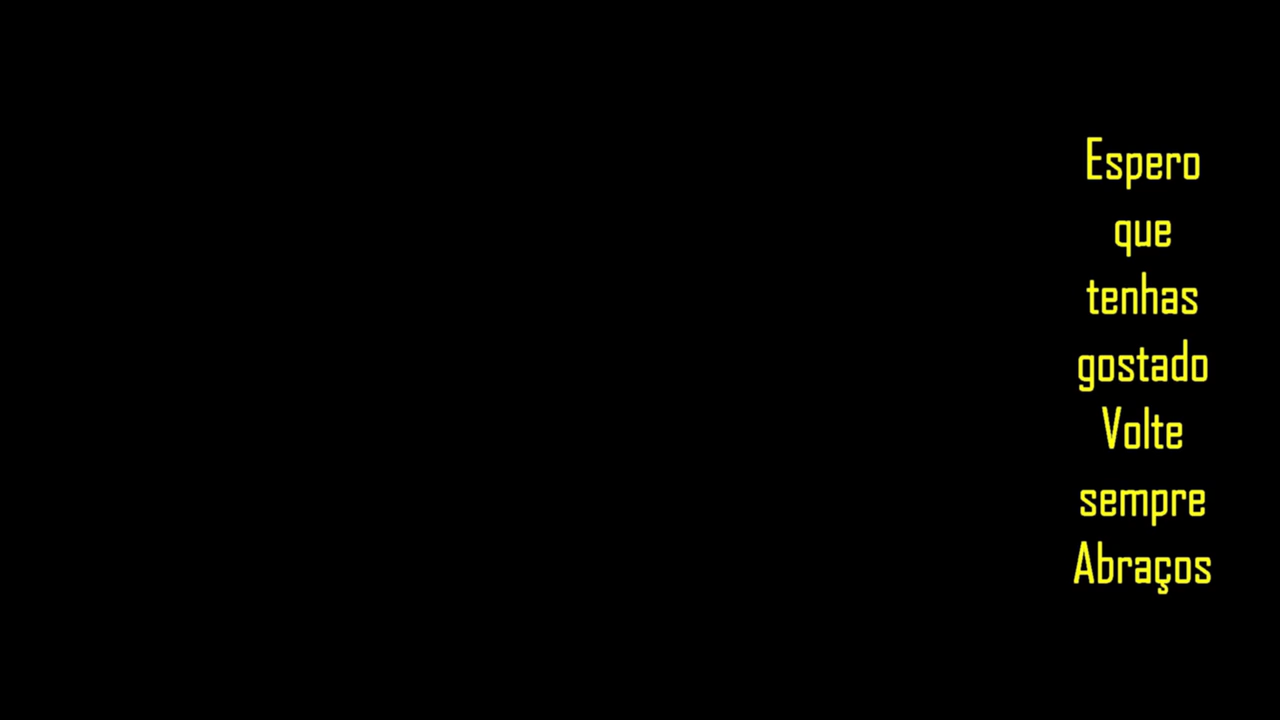 Espero
que
tenhas
gostado
Volte
sempre
Abraços